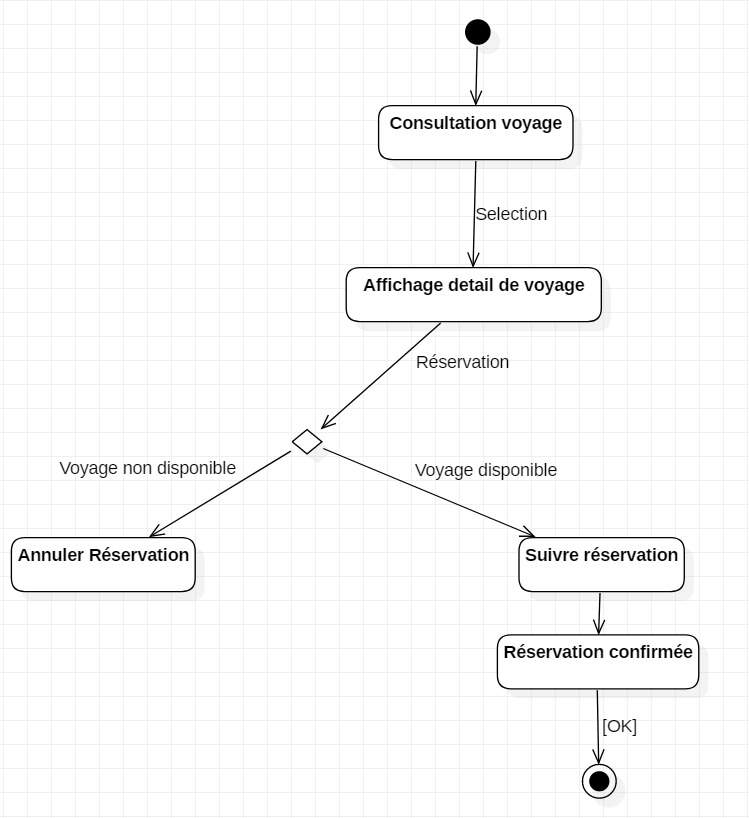 Consultation voyage
Selection
Affichage detail de voyage
Réservation
Voyage non disponible
Voyage disponible
Annuler Réservation
Suivre réservation
Réservation confirmée
[OK]